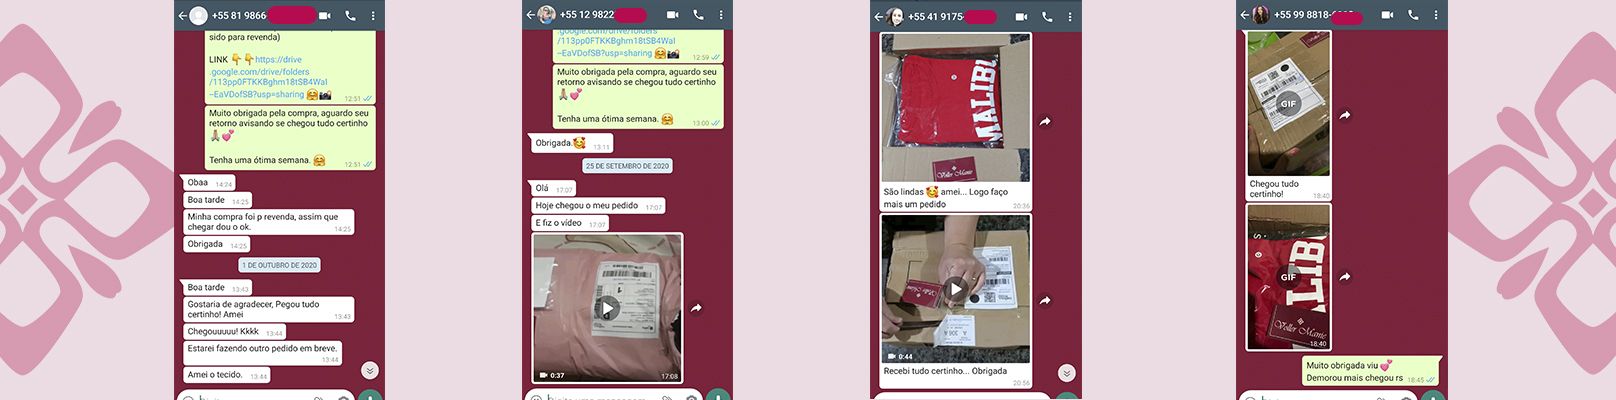 +55 81 9866
sido para revenda)
LINK 👇👇https://drive
.google.com/drive/folders
/113pp0FTKKBghm18tSB4WaI
--EaVDofSB?usp=sharing 🤗📸
12:51
Muito obrigada pela compra, aguardo seu
retorno avisando se chegou tudo certinho
🙏🏼💕
Tenha uma ótima semana. 🤗
12:51
Obaa 14:24
Boa tarde 14:25
Minha compra foi p revenda, assim que
chegar dou o ok. 14:25
Obrigada 14:25
1 DE OUTUBRO DE 2020
Boa tarde 13:43
Gostaria de agradecer, Pegou tudo
certinho! Amei 13:43
Chegouuuuu! Kkkk 13:44
Estarei fazendo outro pedido em breve.
13:44
Amei o tecido. 13:44
+55 12 9822
.google.com/drive/folders
/113pp0FTKKBghm18tSB4WaI
--EaVDofSB?usp=sharing 🤗📸
12:59
Muito obrigada pela compra, aguardo seu
retorno avisando se chegou tudo certinho
🙏🏼💕
Tenha uma ótima semana. 🤗
13:00
Obrigada.🥰 13:11
25 DE SETEMBRO DE 2020
Olá 17:07
Hoje chegou o meu pedido 17:07
E fiz o vídeo 17:07
0:37 17:08
+55 41 9175-
MALIB
Voller Mante
São lindas 🥰 amei... Logo faço
mais um pedido 20:36
0:44
Recebi tudo certinho... Obrigada
20:56
+55 99 8818-
GIF
Chegou tudo
certinho!
18:40
LIB
GIF
Voller Mante
18:40
Muito obrigada viu 💕
Demorou mais chegou rs 18:45